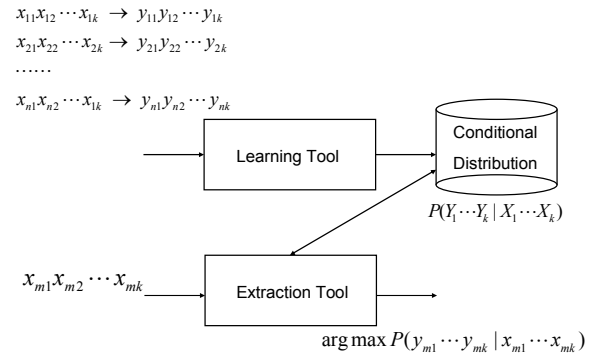 x₁₁x₁₂⋯x₁ₖ → y₁₁y₁₂⋯y₁ₖ
x₂₁x₂₂⋯x₂ₖ → y₂₁y₂₂⋯y₂ₖ
⋯⋯
xₙ₁xₙ₂⋯x₁ₖ → yₙ₁yₙ₂⋯yₙₖ
Learning Tool
Conditional
Distribution
P(Y₁⋯Yₖ | X₁⋯Xₖ)
xₘ₁xₘ₂⋯xₘₖ
Extraction Tool
arg max P(yₘ₁⋯yₘₖ | xₘ₁⋯xₘₖ)